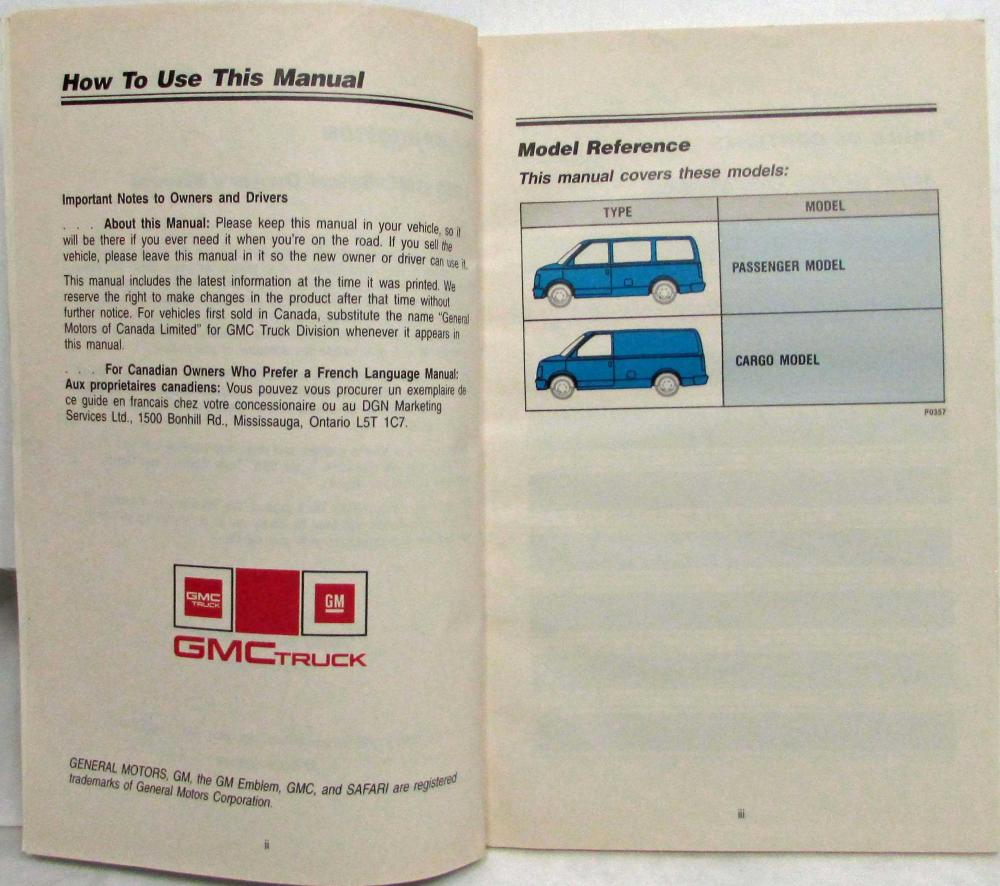 How To Use This Manual
Important Notes to Owners and Drivers
. . . About this Manual: Please keep this manual in your vehicle, so it
will be there if you ever need it when you're on the road. If you sell the
vehicle, please leave this manual in it so the new owner or driver can use it.
This manual includes the latest information at the time it was printed. We
reserve the right to make changes in the product after that time without
further notice. For vehicles first sold in Canada, substitute the name “General
Motors of Canada Limited” for GMC Truck Division whenever it appears in
this manual.
. . . For Canadian Owners Who Prefer a French Language Manual:
Aux proprietaires canadiens: Vous pouvez vous procurer un exemplaire de
ce guide en francais chez votre concessionaire ou au DGN Marketing
Services Ltd., 1500 Bonhill Rd., Mississauga, Ontario L5T 1C7.
GMC
TRUCK
GM
GMC TRUCK
GENERAL MOTORS, GM, the GM Emblem, GMC, and SAFARI are registered
trademarks of General Motors Corporation.
ii
Model Reference
This manual covers these models:
TYPE MODEL
PASSENGER MODEL
CARGO MODEL
P0357
iii